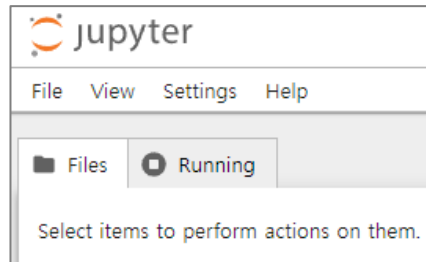 jupyter
File View Settings Help
Files Running
Select items to perform actions on them.